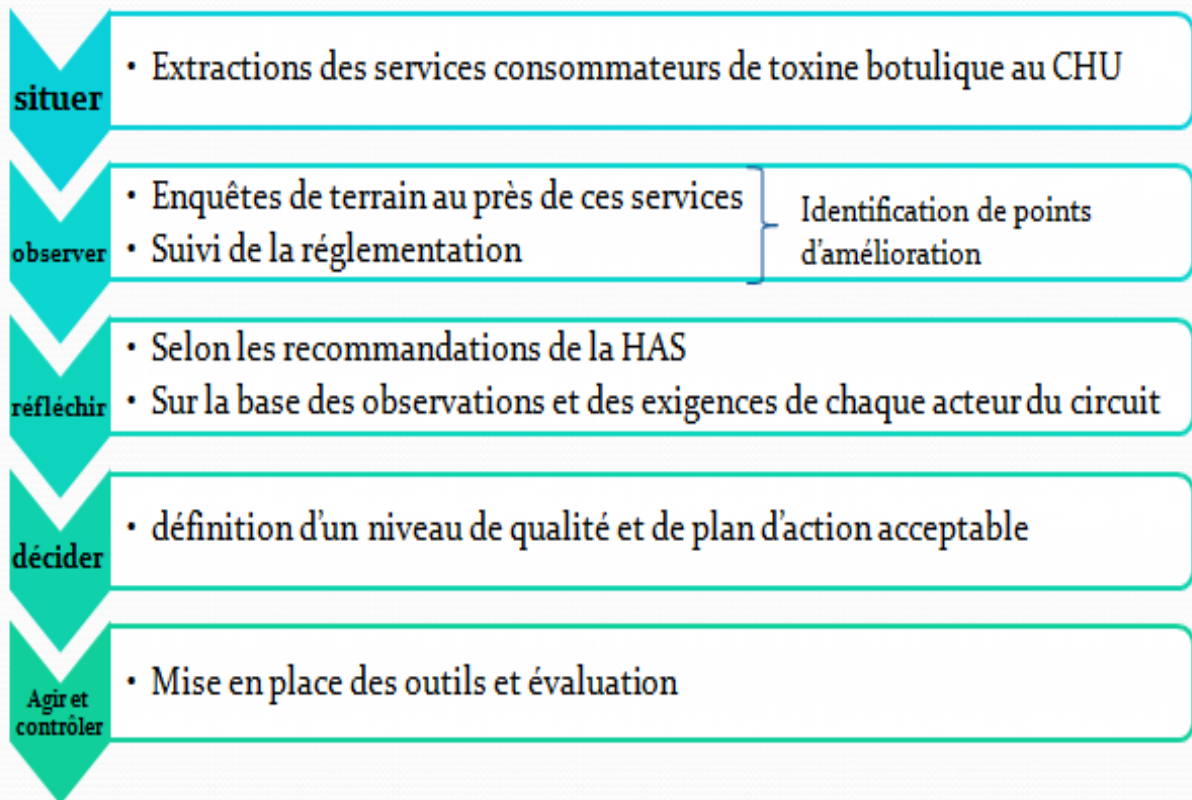 situer
• Extractions des services consommateurs de toxine botulique au CHU
observer
• Enquêtes de terrain au près de ces services
• Suivi de la réglementation
Identification de points
d'amélioration
réfléchir
• Selon les recommandations de la HAS
• Sur la base des observations et des exigences de chaque acteur du circuit
décider
• définition d'un niveau de qualité et de plan d'action acceptable
Agir et
contrôler
• Mise en place des outils et évaluation